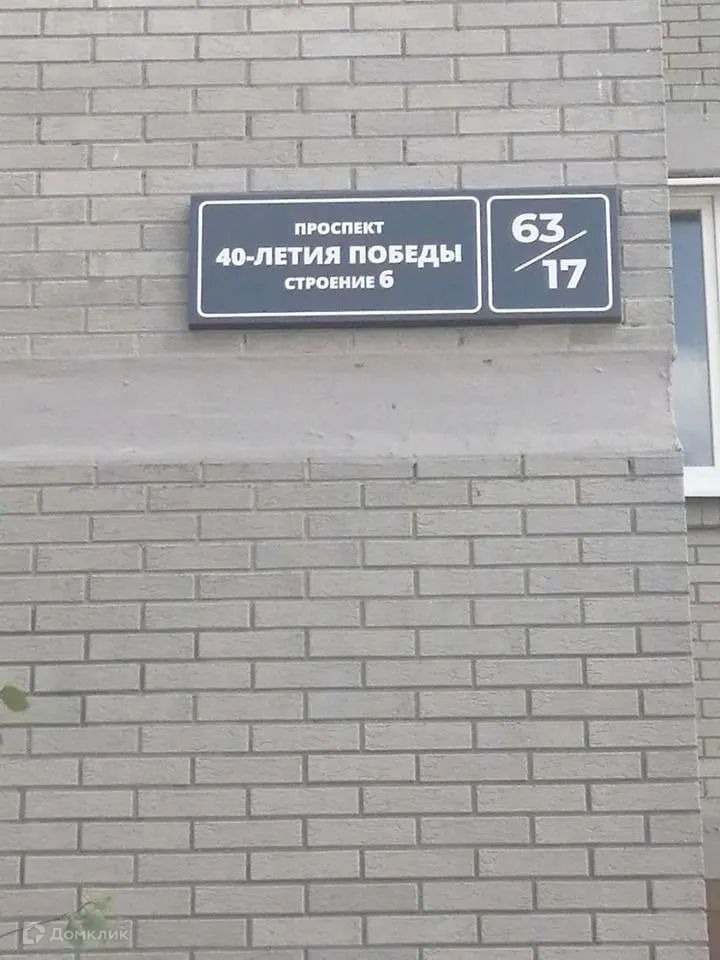 ПРОСПЕКТ
40-ЛЕТИЯ ПОБЕДЫ
СТРОЕНИЕ 6
63/17
Домклик